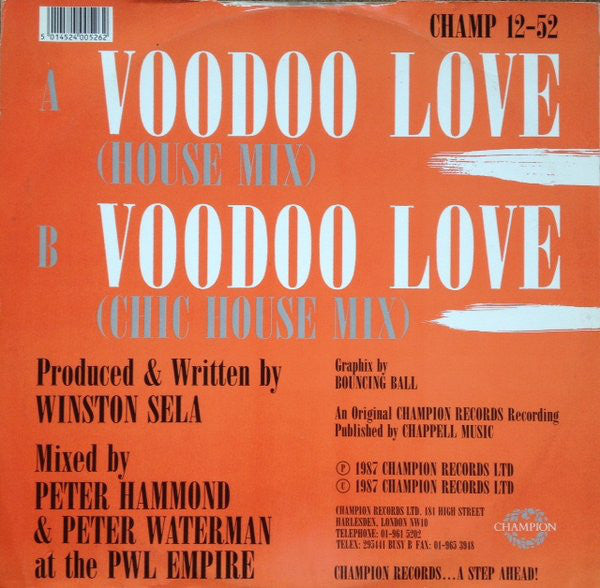 5 014524 005262
CHAMP 12-52
A VOODOO LOVE
(HOUSE MIX)
B VOODOO LOVE
(CHIC HOUSE MIX)
Produced & Written by
WINSTON SELA
Mixed by
PETER HAMMOND
& PETER WATERMAN
at the PWL EMPIRE
Graphix by
BOUNCING BALL
An Original CHAMPION RECORDS Recording
Published by CHAPPELL MUSIC
Ⓟ 1987 CHAMPION RECORDS LTD
Ⓒ 1987 CHAMPION RECORDS LTD
CHAMPION RECORDS LTD. 181 HIGH STREET
HARLESDEN, LONDON NW10
TELEPHONE: 01-961 5202
TELEX: 295441 BUSY B FAX: 01-965 3948
CHAMPION
CHAMPION RECORDS...A STEP AHEAD!